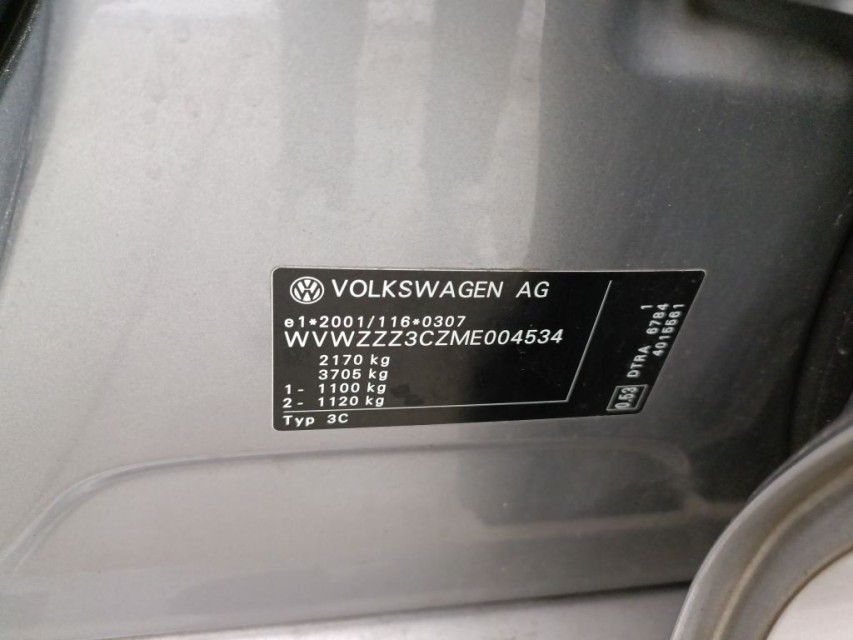 VOLKSWAGEN AG
e1*2001/116*0307
WVWZZZ3CZME004534
2170 kg
3705 kg
1- 1100 kg
2- 1120 kg
Typ 3C
0,53
DTRA 6784 1
4015561